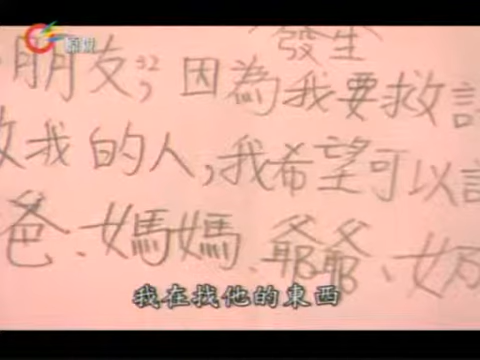 發生
朋友，因為我要救
我的人，我希望可以
爸、媽媽、爺爺、奶
我在找他的東西